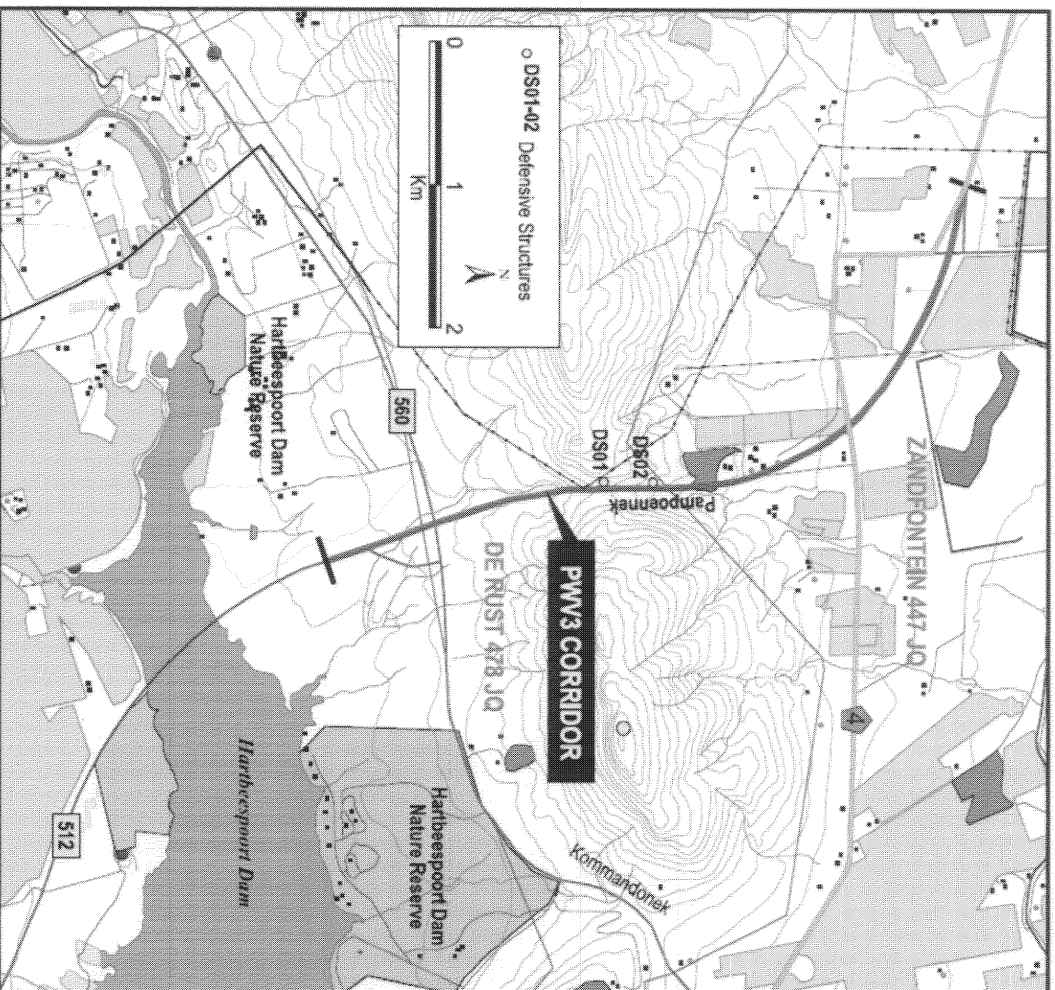 ZANDFONTEIN 447 JQ
4
DS02
DS01
Pampoennek
PWV3 CORRIDOR
DE RUST 478 JQ
Kommandonek
560
Hartbeespoort Dam
Nature Reserve
Hartbeespoort Dam
Nature Reserve
Hartbeespoort Dam
512
DS01-02 Defensive Structures
N
0 1 2
Km